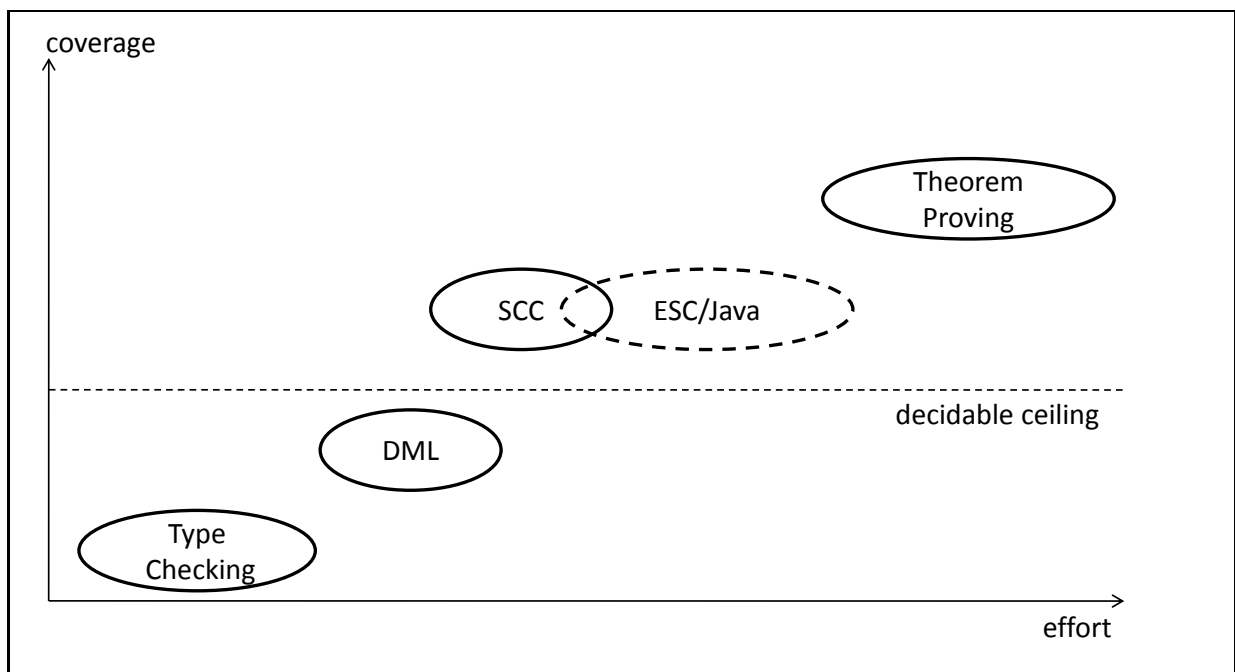 coverage
Theorem
Proving
SCC
ESC/Java
decidable ceiling
DML
Type
Checking
effort